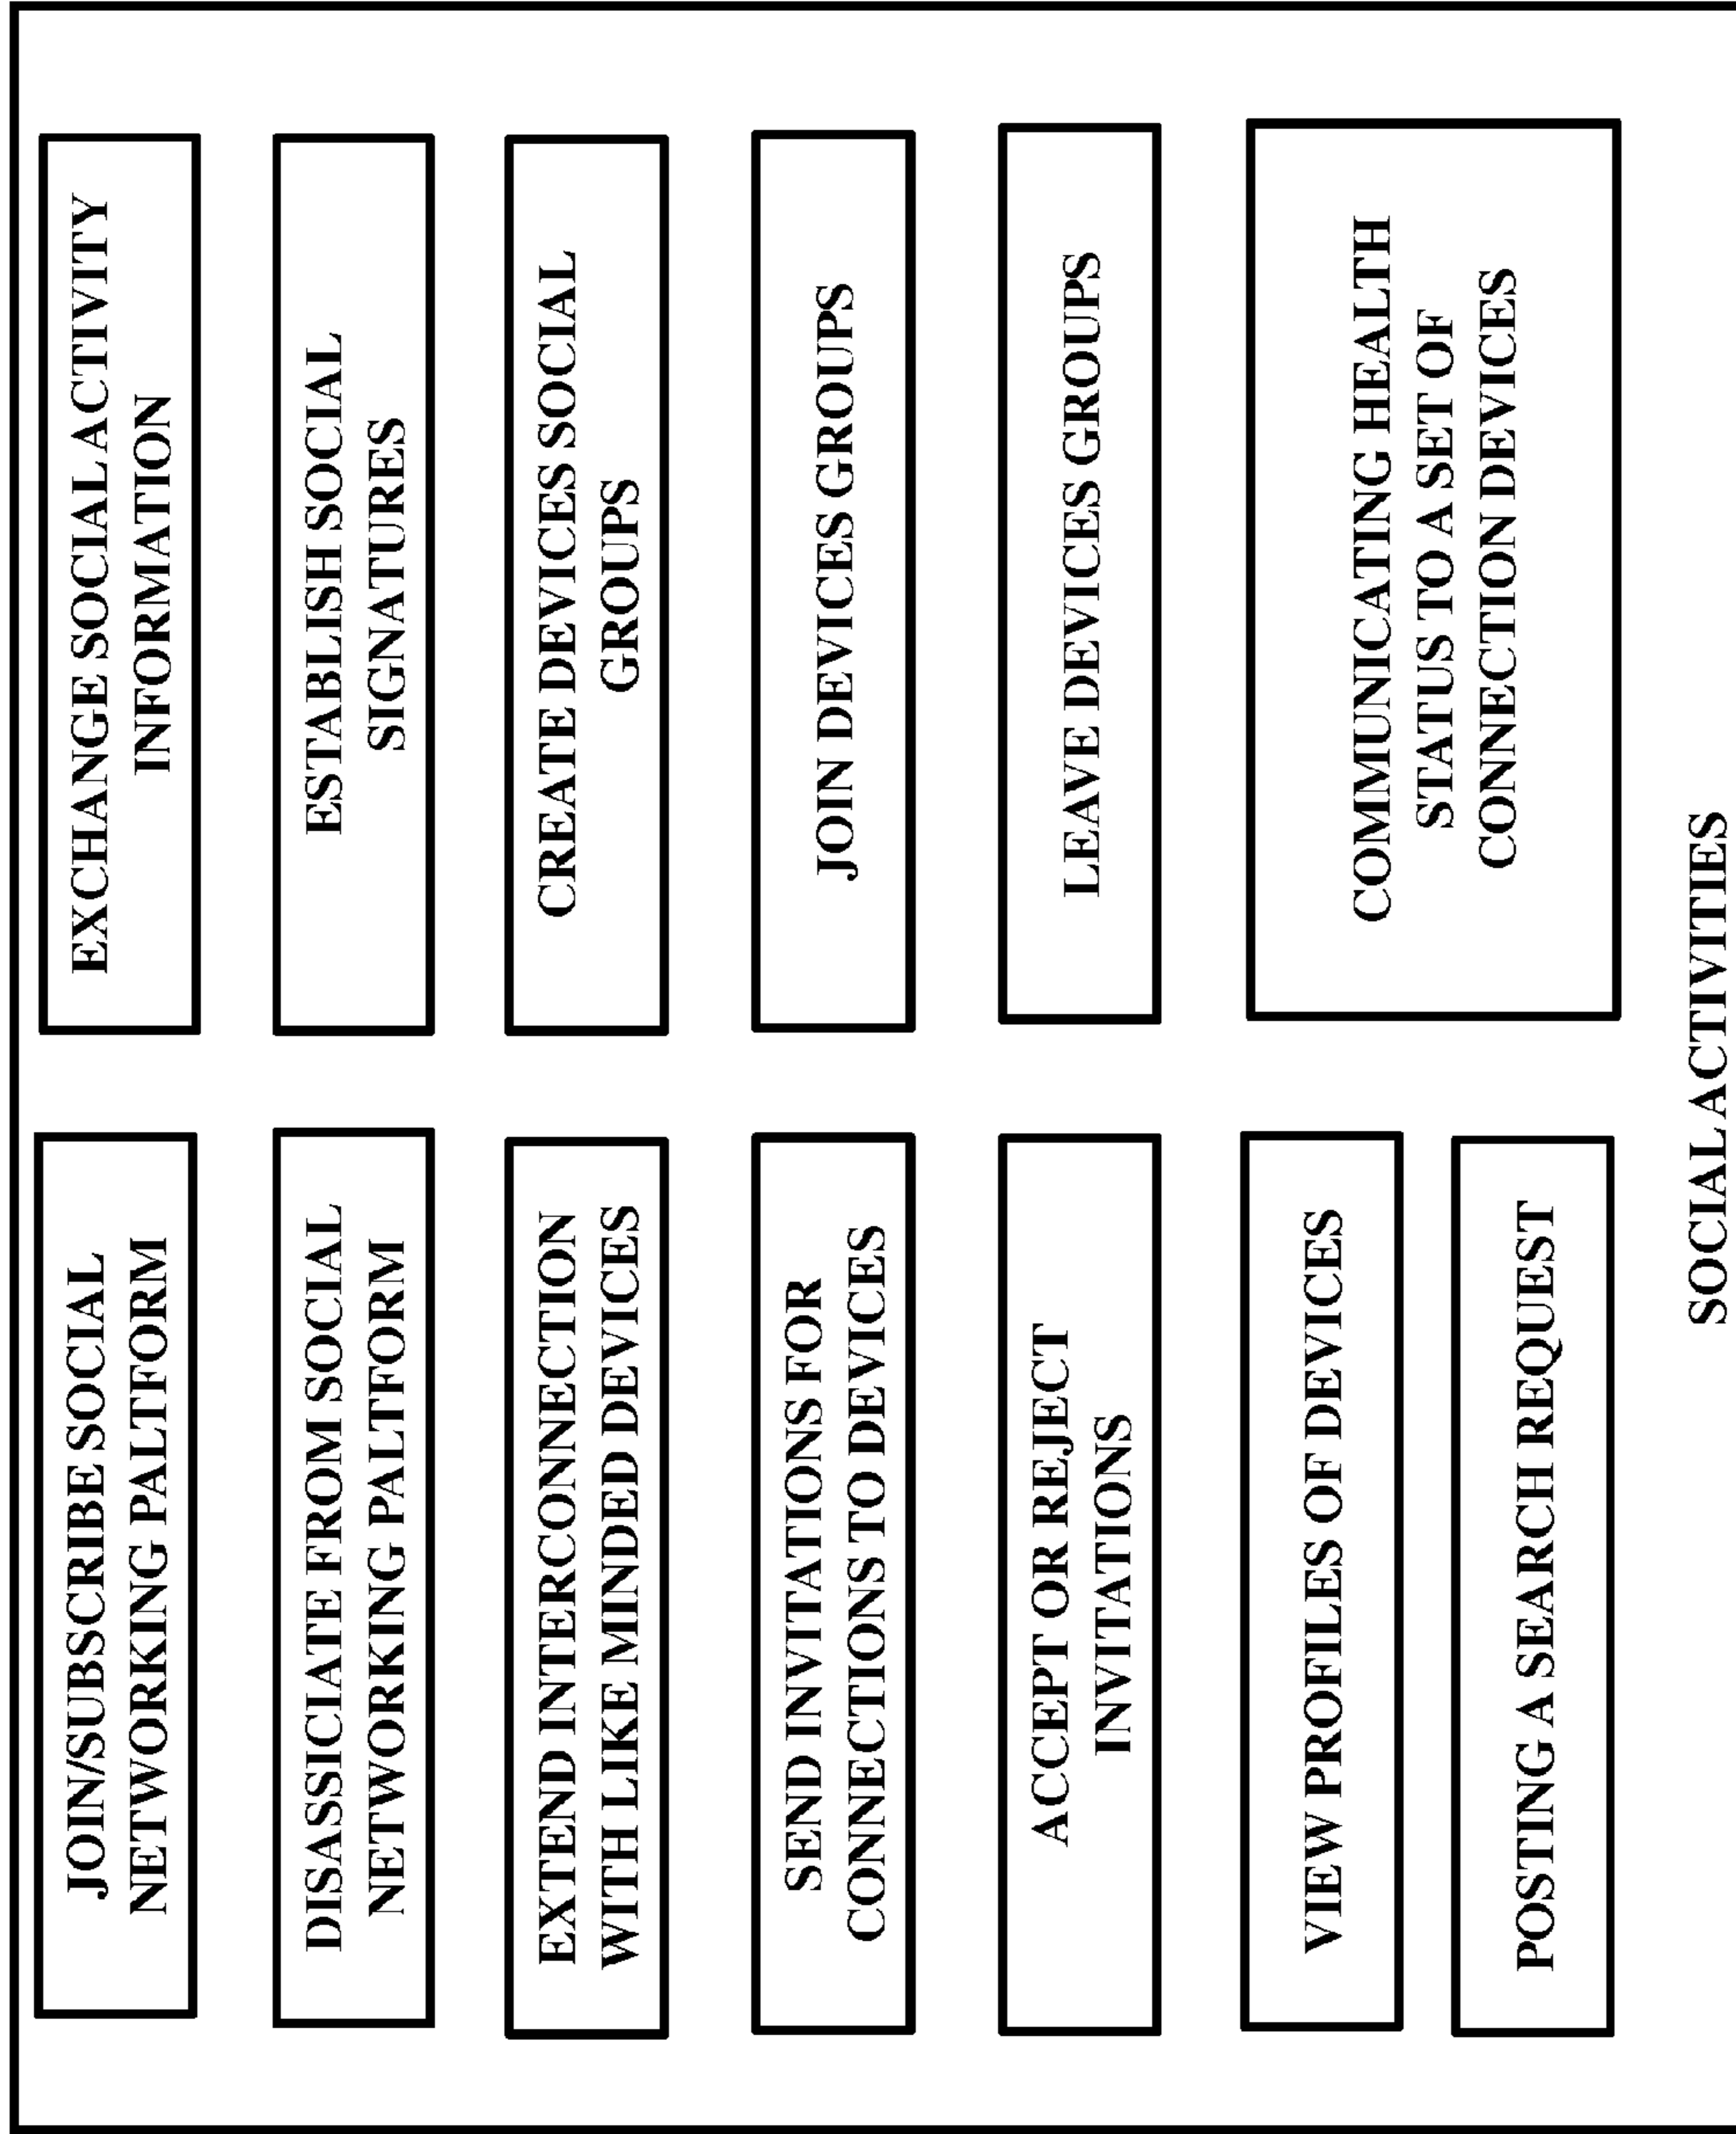 JOIN/SUBSCRIBE SOCIAL
NETWORKING PALTFORM
DISASSICIATE FROM SOCIAL
NETWORKING PALTFORM
EXTEND INTERCONNECTION
WITH LIKE MINDED DEVICES
SEND INVITATIONS FOR
CONNECTIONS TO DEVICES
ACCEPT OR REJECT
INVITATIONS
VIEW PROFILES OF DEVICES
POSTING A SEARCH REQUEST
EXCHANGE SOCIAL ACTIVITY
INFORMATION
ESTABLISH SOCIAL
SIGNATURES
CREATE DEVICES SOCIAL
GROUPS
JOIN DEVICES GROUPS
LEAVE DEVICES GROUPS
COMMUNICATING HEALTH
STATUS TO A SET OF
CONNECTION DEVICES
SOCIAL ACTIVITIES